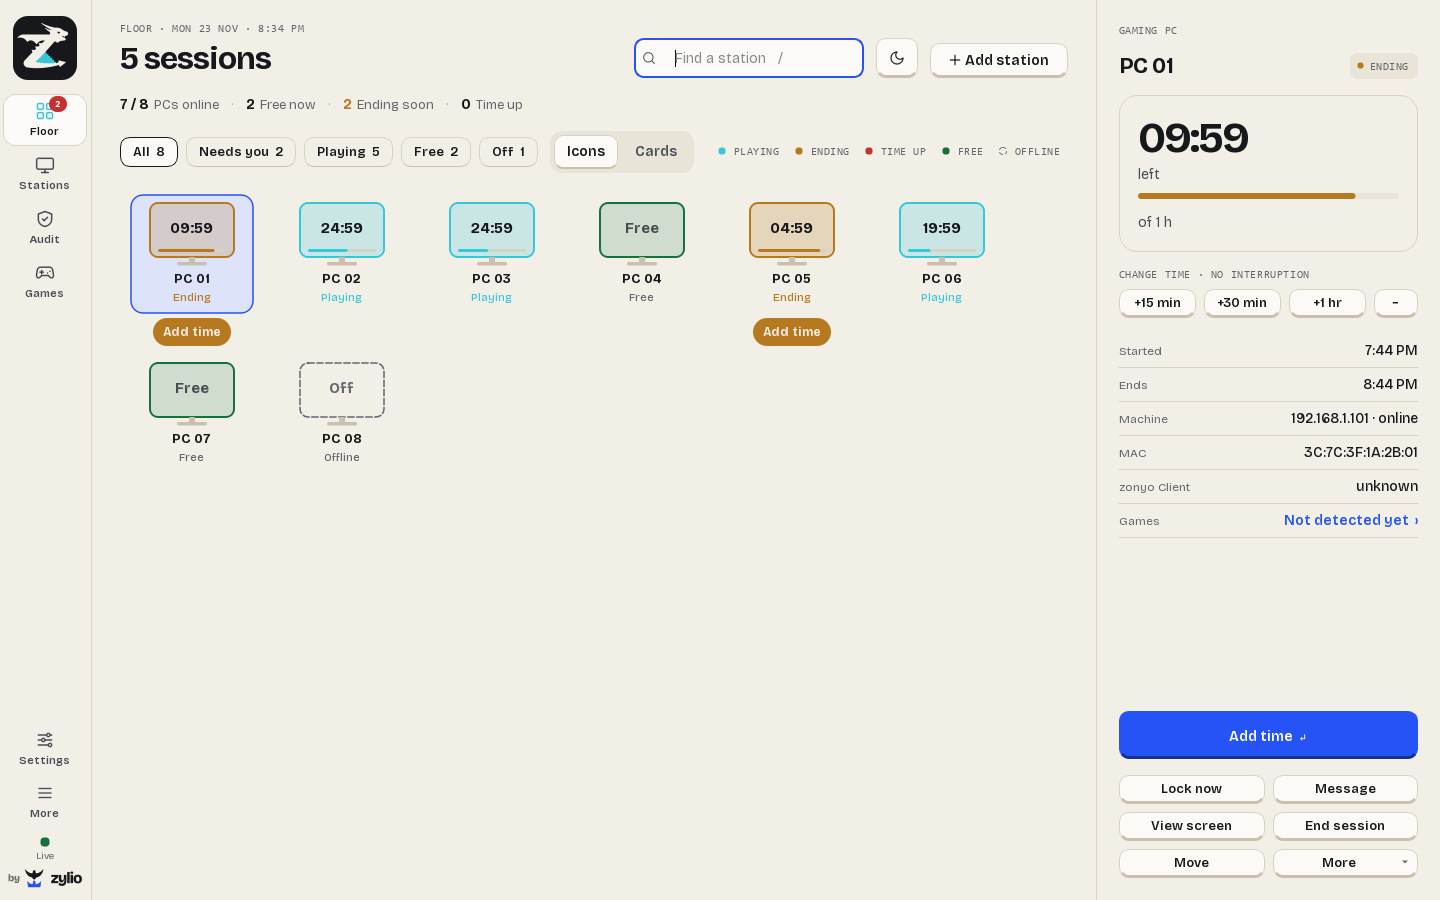 2
Floor
Stations
Audit
Games
Settings
More
Live
by zylio
FLOOR · MON 23 NOV · 8:34 PM
5 sessions
Find a station /
+ Add station
7 / 8 PCs online · 2 Free now · 2 Ending soon · 0 Time up
All 8
Needs you 2
Playing 5
Free 2
Off 1
Icons
Cards
PLAYING
ENDING
TIME UP
FREE
OFFLINE
09:59
PC 01
Ending
Add time
24:59
PC 02
Playing
24:59
PC 03
Playing
Free
PC 04
Free
04:59
PC 05
Ending
Add time
19:59
PC 06
Playing
Free
PC 07
Free
Off
PC 08
Offline
GAMING PC
PC 01
ENDING
09:59
left
of 1 h
CHANGE TIME · NO INTERRUPTION
+15 min
+30 min
+1 hr
−
Started 7:44 PM
Ends 8:44 PM
Machine 192.168.1.101 · online
MAC 3C:7C:3F:1A:2B:01
zonyo Client unknown
Games Not detected yet ›
Add time ↲
Lock now
Message
View screen
End session
Move
More